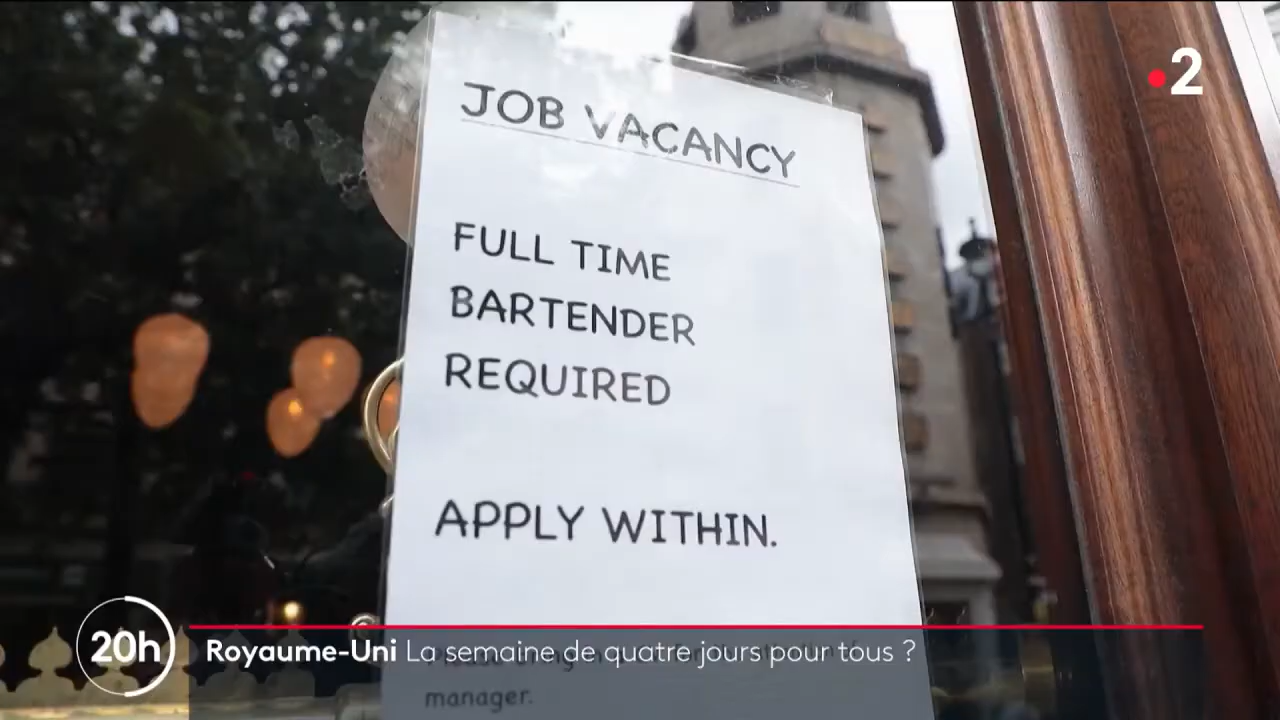 2
JOB VACANCY
FULL TIME
BARTENDER
REQUIRED
APPLY WITHIN.
20h
Royaume-Uni La semaine de quatre jours pour tous ?
manager.